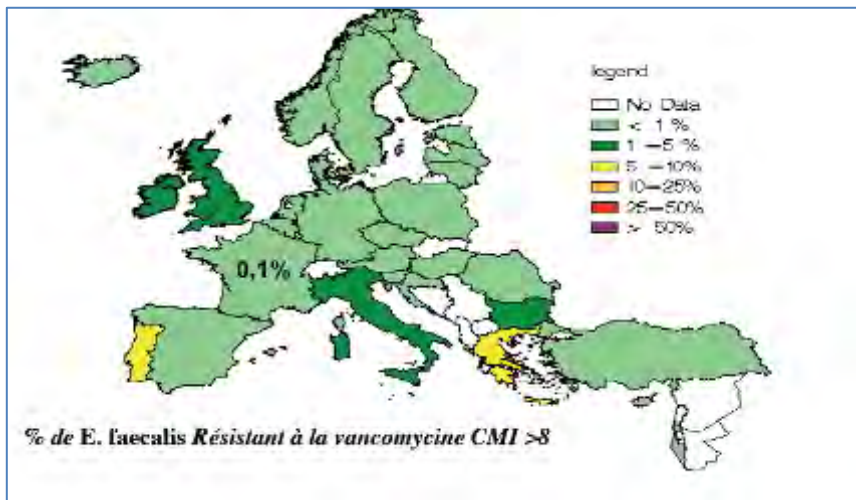 legend
No Data
< 1 %
1 –5 %
5 –10%
10–25%
25–50%
> 50%
0,1%
% de E. faecalis Résistant à la vancomycine CMI >8